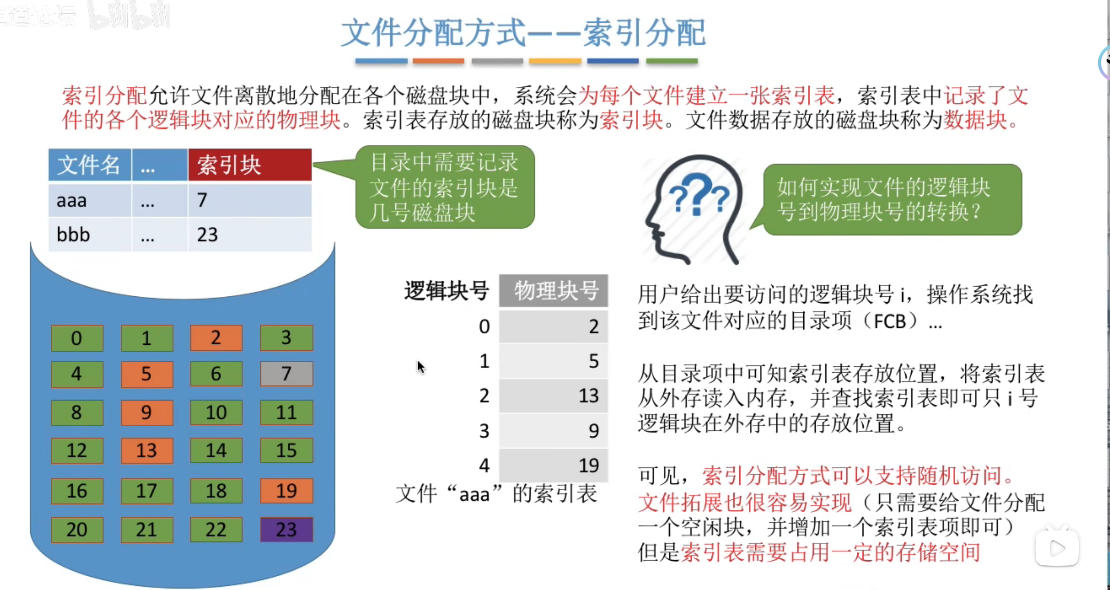 文件分配方式——索引分配
索引分配允许文件离散地分配在各个磁盘块中，系统会为每个文件建立一张索引表，索引表中记录了文
件的各个逻辑块对应的物理块。索引表存放的磁盘块称为索引块。文件数据存放的磁盘块称为数据块。
文件名 ... 索引块
aaa ... 7
bbb ... 23
目录中需要记录
文件的索引块是
几号磁盘块
???
如何实现文件的逻辑块
号到物理块号的转换？
0 1 2 3
4 5 6 7
8 9 10 11
12 13 14 15
16 17 18 19
20 21 22 23
逻辑块号 物理块号
0 2
1 5
2 13
3 9
4 19
文件“aaa”的索引表
用户给出要访问的逻辑块号 i，操作系统找
到该文件对应的目录项（FCB）...
从目录项中可知索引表存放位置，将索引表
从外存读入内存，并查找索引表即可只 i 号
逻辑块在外存中的存放位置。
可见，索引分配方式可以支持随机访问。
文件拓展也很容易实现（只需要给文件分配
一个空闲块，并增加一个索引表项即可）
但是索引表需要占用一定的存储空间